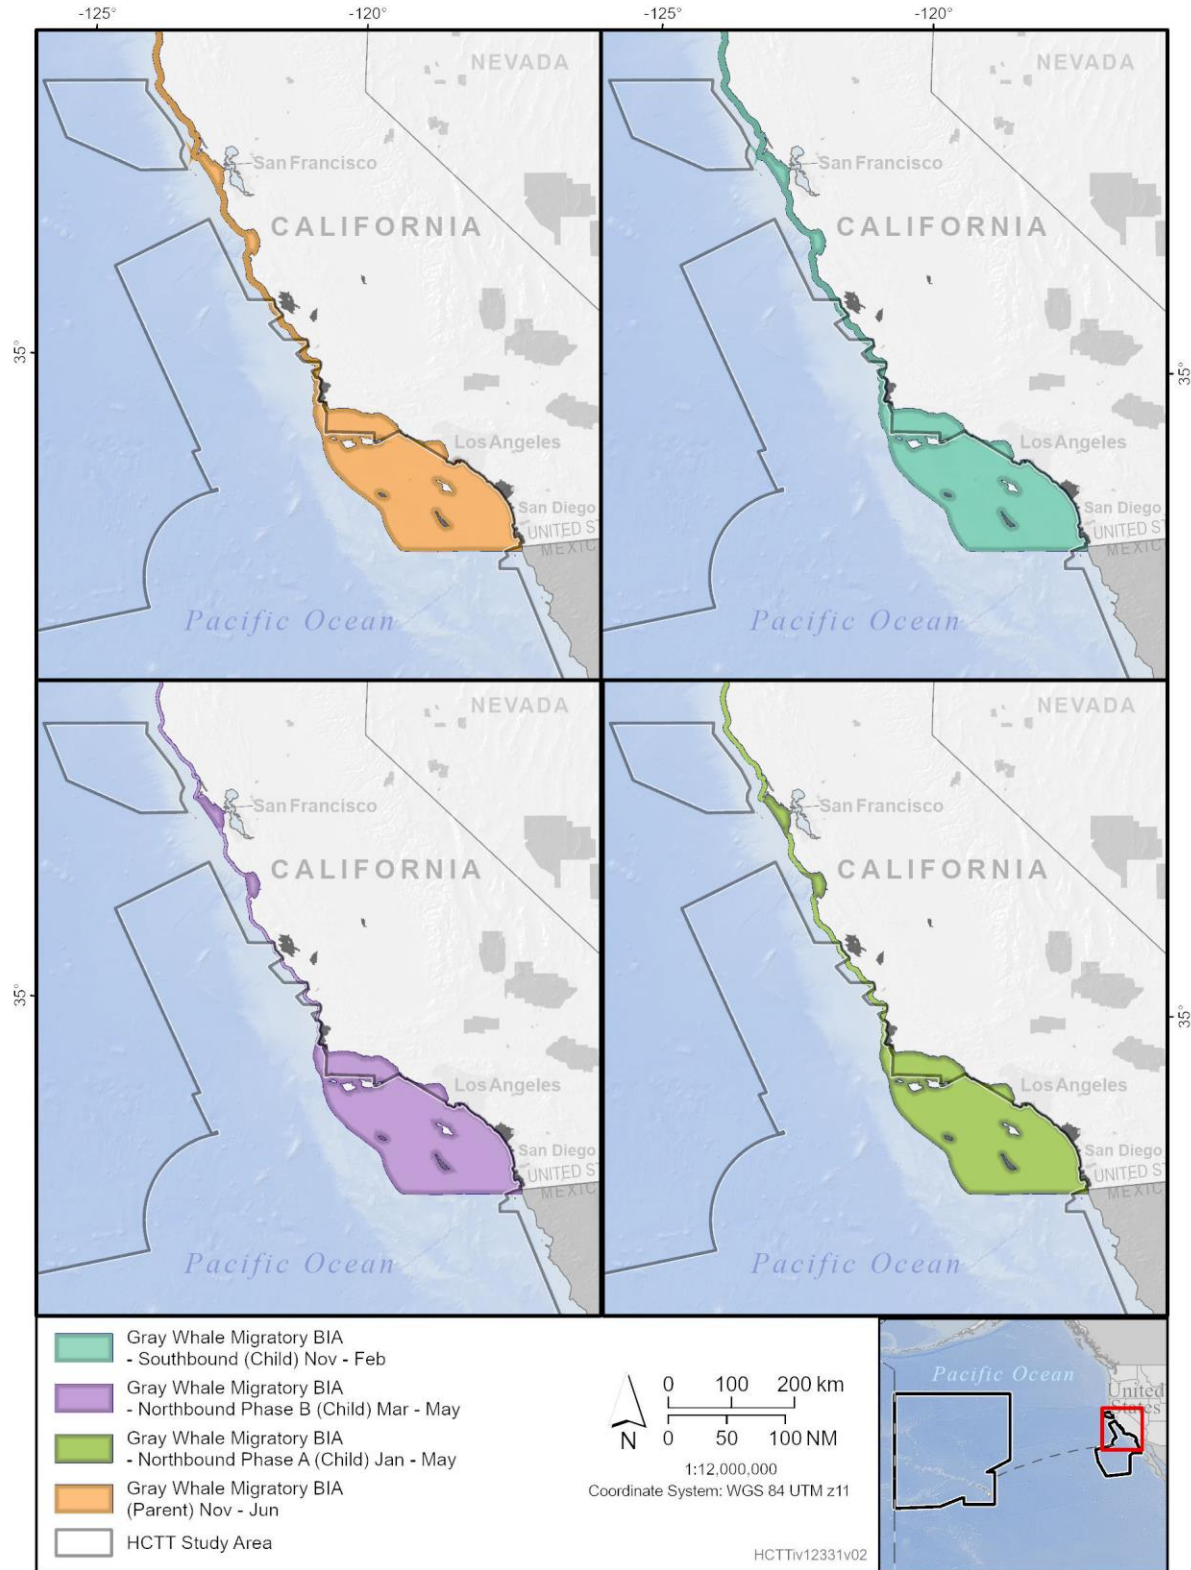 -125° -120° -125° -120°
NEVADA
San Francisco
CALIFORNIA
35°
Los Angeles
San Diego
UNITED ST
MEXIC
Pacific Ocean
NEVADA
San Francisco
CALIFORNIA
35°
Los Angeles
San Diego
UNITED ST
MEXIC
Pacific Ocean
NEVADA
San Francisco
CALIFORNIA
35°
Los Angeles
San Diego
UNITED ST
MEXIC
Pacific Ocean
NEVADA
San Francisco
CALIFORNIA
35°
Los Angeles
San Diego
UNITED ST
MEXIC
Pacific Ocean
Gray Whale Migratory BIA
- Southbound (Child) Nov - Feb
Gray Whale Migratory BIA
- Northbound Phase B (Child) Mar - May
Gray Whale Migratory BIA
- Northbound Phase A (Child) Jan - May
Gray Whale Migratory BIA
(Parent) Nov - Jun
HCTT Study Area
N
0 100 200 km
0 50 100 NM
1:12,000,000
Coordinate System: WGS 84 UTM z11
HCTTiv12331v02
Pacific Ocean
United
States